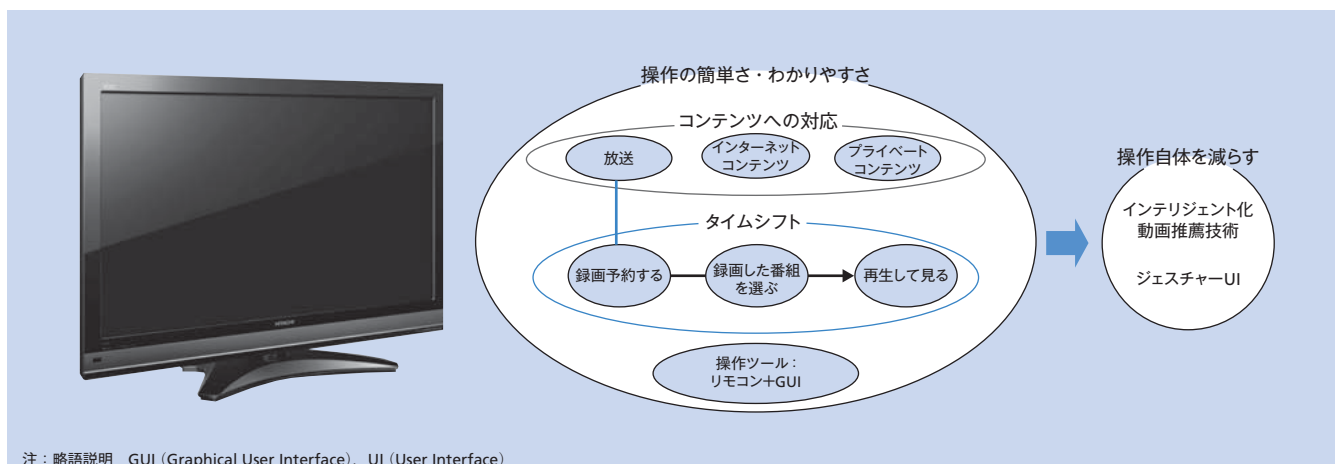 操作の簡単さ・わかりやすさ
コンテンツへの対応
放送
インターネット
コンテンツ
プライベート
コンテンツ
タイムシフト
録画予約する
録画した番組
を選ぶ
再生して見る
操作ツール：
リモコン＋GUI
操作自体を減らす
インテリジェント化
動画推薦技術
ジェスチャーUI
HITACHI
注：略語説明　GUI（Graphical User Interface），UI（User Interface）